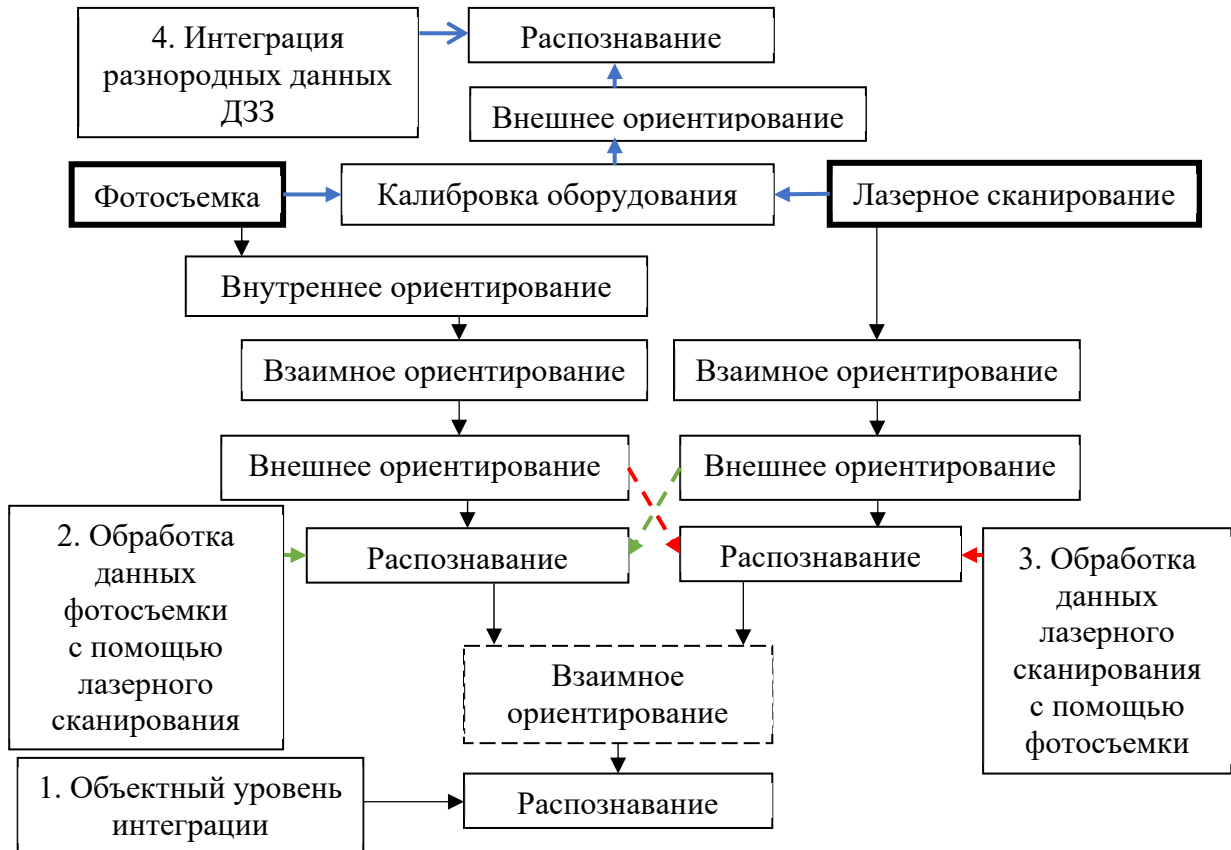 4. Интеграция
разнородных данных
ДЗЗ
Распознавание
Внешнее ориентирование
Фотосъемка
Калибровка оборудования
Лазерное сканирование
Внутреннее ориентирование
Взаимное ориентирование
Взаимное ориентирование
Внешнее ориентирование
Внешнее ориентирование
2. Обработка
данных
фотосъемки
с помощью
лазерного
сканирования
Распознавание
Распознавание
3. Обработка
данных
лазерного
сканирования
с помощью
фотосъемки
Взаимное
ориентирование
1. Объектный уровень
интеграции
Распознавание